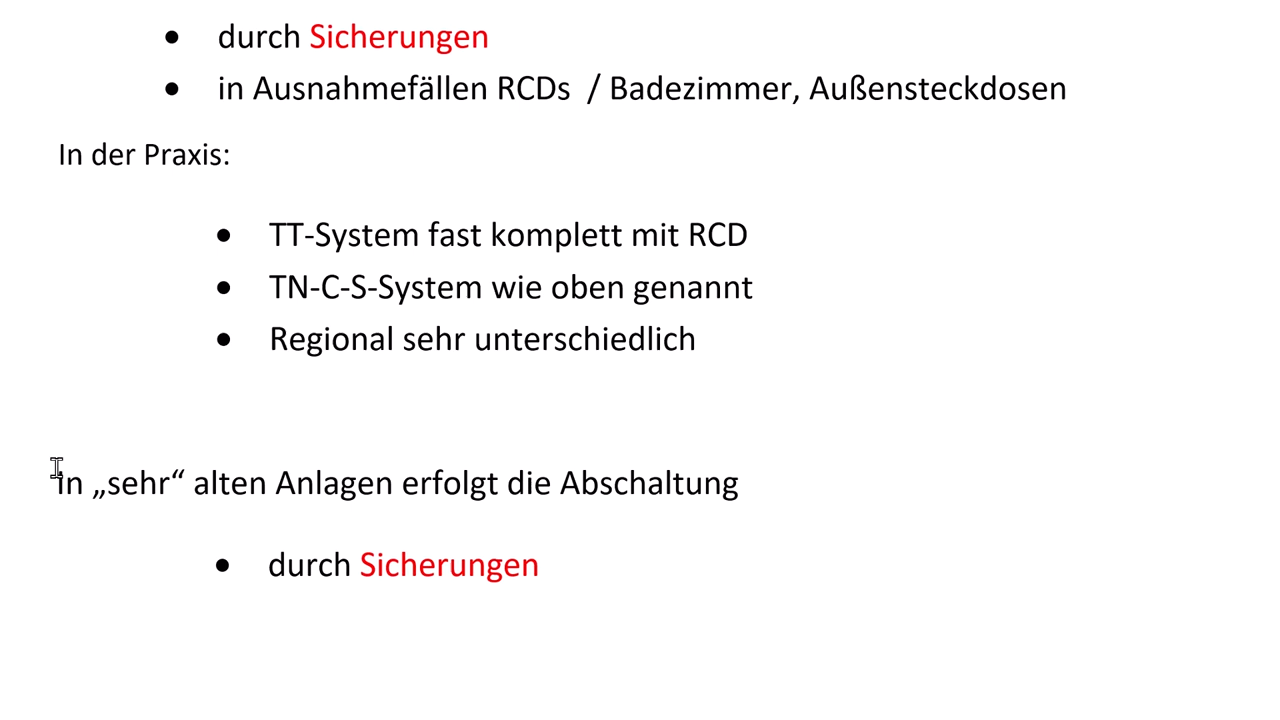 • durch Sicherungen
• in Ausnahmefällen RCDs / Badezimmer, Außensteckdosen
In der Praxis:
• TT-System fast komplett mit RCD
• TN-C-S-System wie oben genannt
• Regional sehr unterschiedlich
in „sehr“ alten Anlagen erfolgt die Abschaltung
• durch Sicherungen